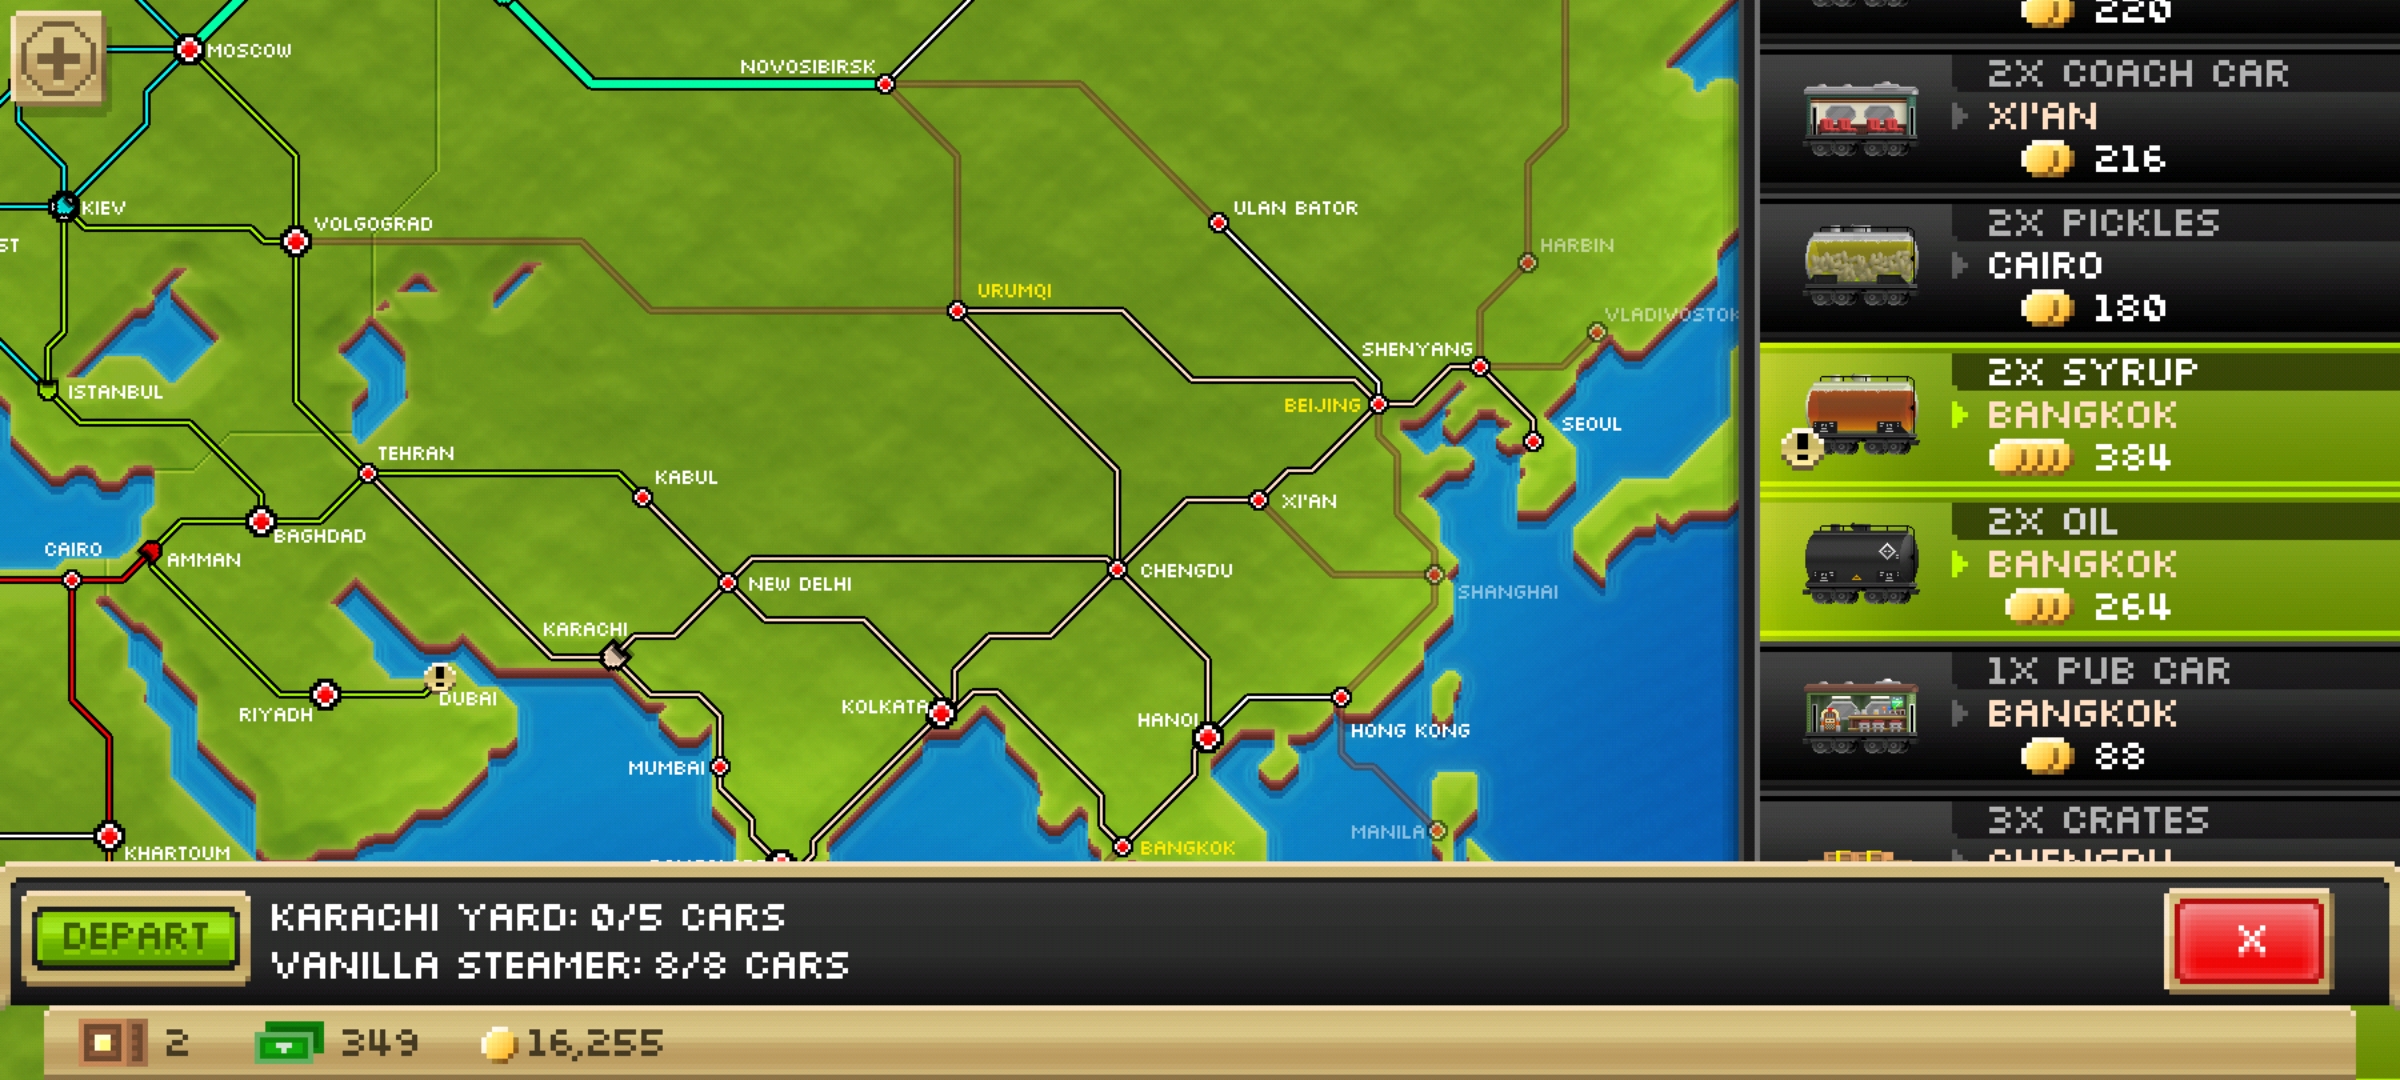 MOSCOW
NOVOSIBIRSK
KIEV
VOLGOGRAD
ULAN BATOR
ST
HARBIN
URUMQI
VLADIVOSTOK
SHENYANG
ISTANBUL
BEIJING
SEOUL
TEHRAN
KABUL
XI'AN
BAGHDAD
CAIRO
AMMAN
NEW DELHI
CHENGDU
SHANGHAI
KARACHI
DUBAI
RIYADH
KOLKATA
HANOI
HONG KONG
MUMBAI
MANILA
KHARTOUM
BANGKOK
220
2X COACH CAR
XI'AN
216
2X PICKLES
CAIRO
180
2X SYRUP
BANGKOK
384
2X OIL
BANGKOK
264
1X PUB CAR
BANGKOK
88
3X CRATES
CHENGDU
DEPART
KARACHI YARD: 0/5 CARS
VANILLA STEAMER: 8/8 CARS
X
2
349
16,255